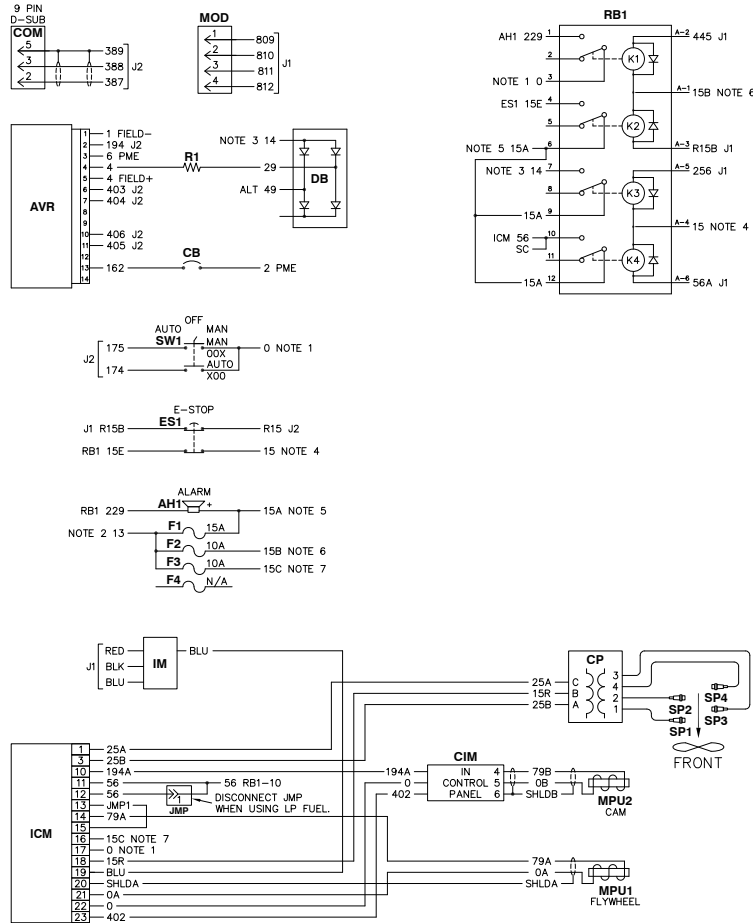 9 PIN
D-SUB
COM
5 389
3 388 J2
2 387
MOD
1 809
2 810
3 811 J1
4 812
RB1
AH1 229 1
2
NOTE 1 0 3
ES1 15E 4
5
NOTE 5 15A 6
NOTE 3 14 7
8
15A 9
ICM 56 10
SC
11
15A 12
K1
K2
K3
K4
A-2 445 J1
A-1 15B NOTE 6
A-3 R15B J1
A-5 256 J1
A-4 15 NOTE 4
A-6 56A J1
AVR
1 1 FIELD-
2 194 J2
3 6 PME
4 4
5 4 FIELD+
6 403 J2
7 404 J2
8
9
10 406 J2
11 405 J2
12
13 162
14
R1
NOTE 3 14
29
ALT 49
DB
CB
2 PME
OFF
AUTO MAN
SW1 MAN
J2 175 00X 0 NOTE 1
AUTO
174 X00
E-STOP
J1 R15B ES1 R15 J2
RB1 15E 15 NOTE 4
ALARM
RB1 229 AH1 + 15A NOTE 5
NOTE 2 13 F1 15A
F2 10A 15B NOTE 6
F3 10A 15C NOTE 7
F4 N/A
RED
J1 BLK IM BLU
BLU
CP
25A C
15R B
25B A
3
4
2
1
SP4
SP2
SP3
SP1
FRONT
ICM
1 25A
3 25B
10 194A
11 56 56 RB1-10
12 56
13 JMP1
14 79A
15
16 15C NOTE 7
17 0 NOTE 1
18 15R
19 BLU
20 SHLDA
21 0A
22 0
23 402
1
JMP
DISCONNECT JMP
WHEN USING LP FUEL.
CIM
194A IN 4 79B
0 CONTROL 5 0B
402 PANEL 6 SHLDB
MPU2
CAM
79A
0A
SHLDA
MPU1
FLYWHEEL